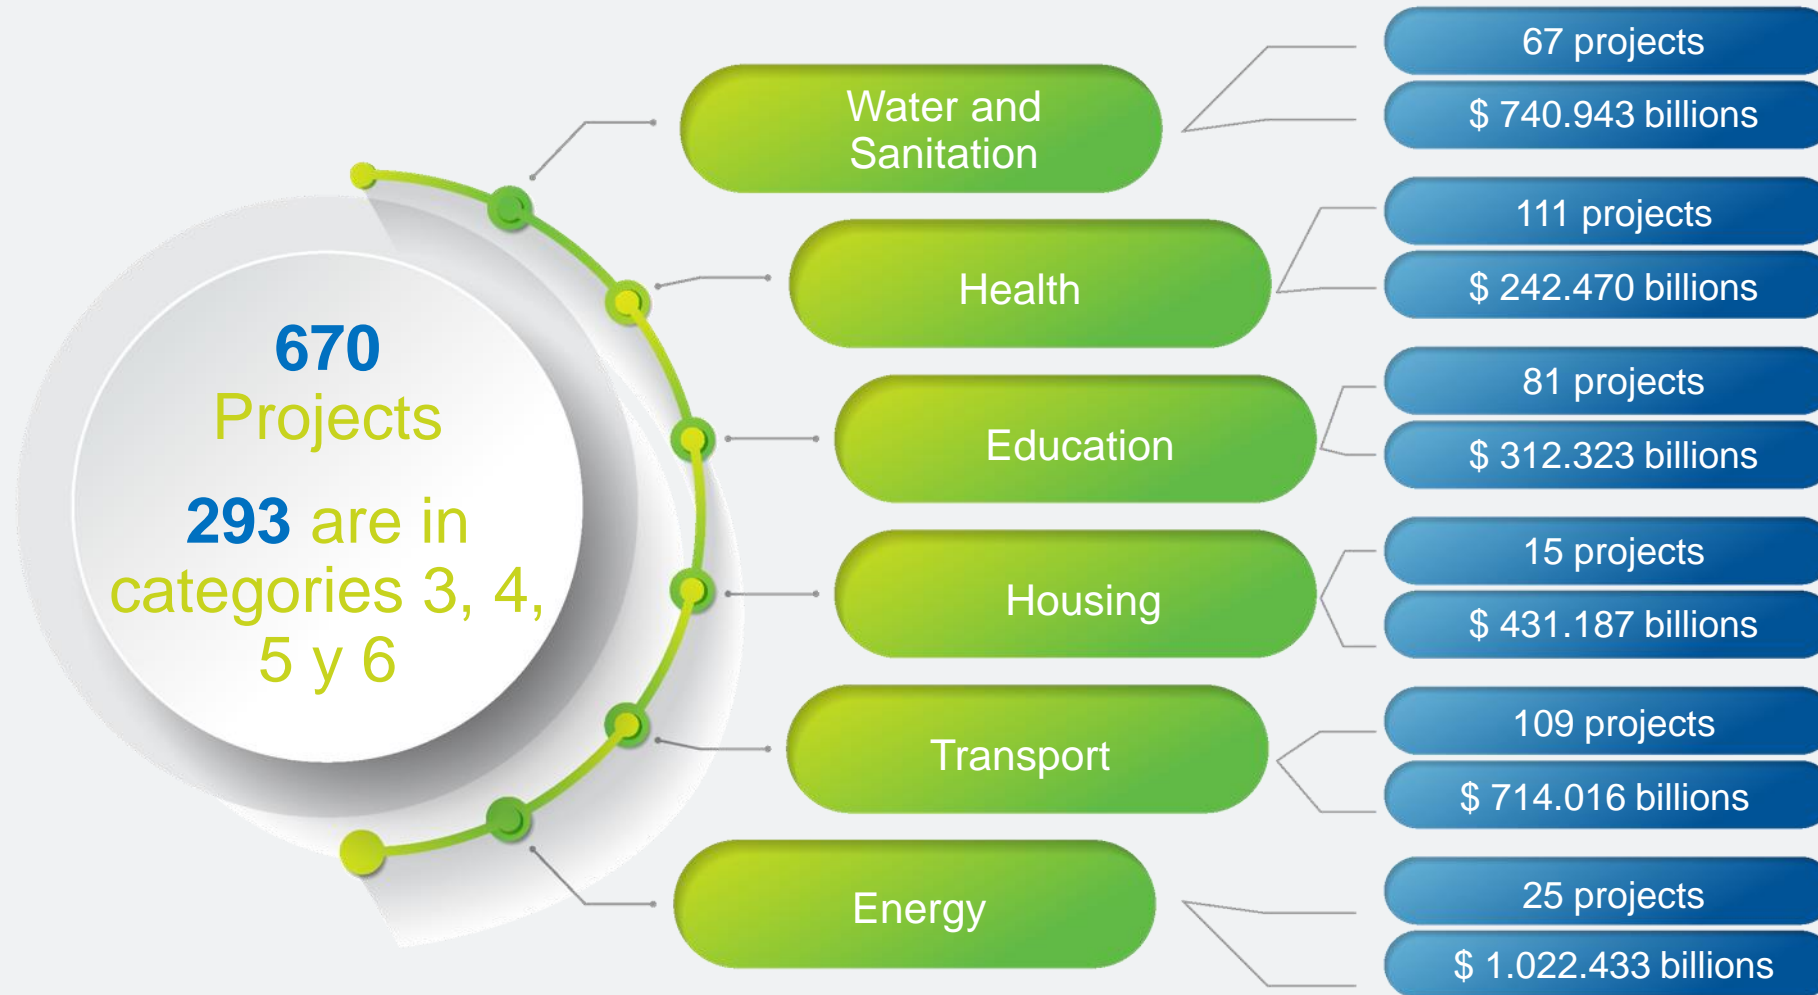 670
Projects
293 are in
categories 3, 4,
5 y 6
Water and
Sanitation
67 projects
$ 740.943 billions
Health
111 projects
$ 242.470 billions
Education
81 projects
$ 312.323 billions
Housing
15 projects
$ 431.187 billions
Transport
109 projects
$ 714.016 billions
Energy
25 projects
$ 1.022.433 billions